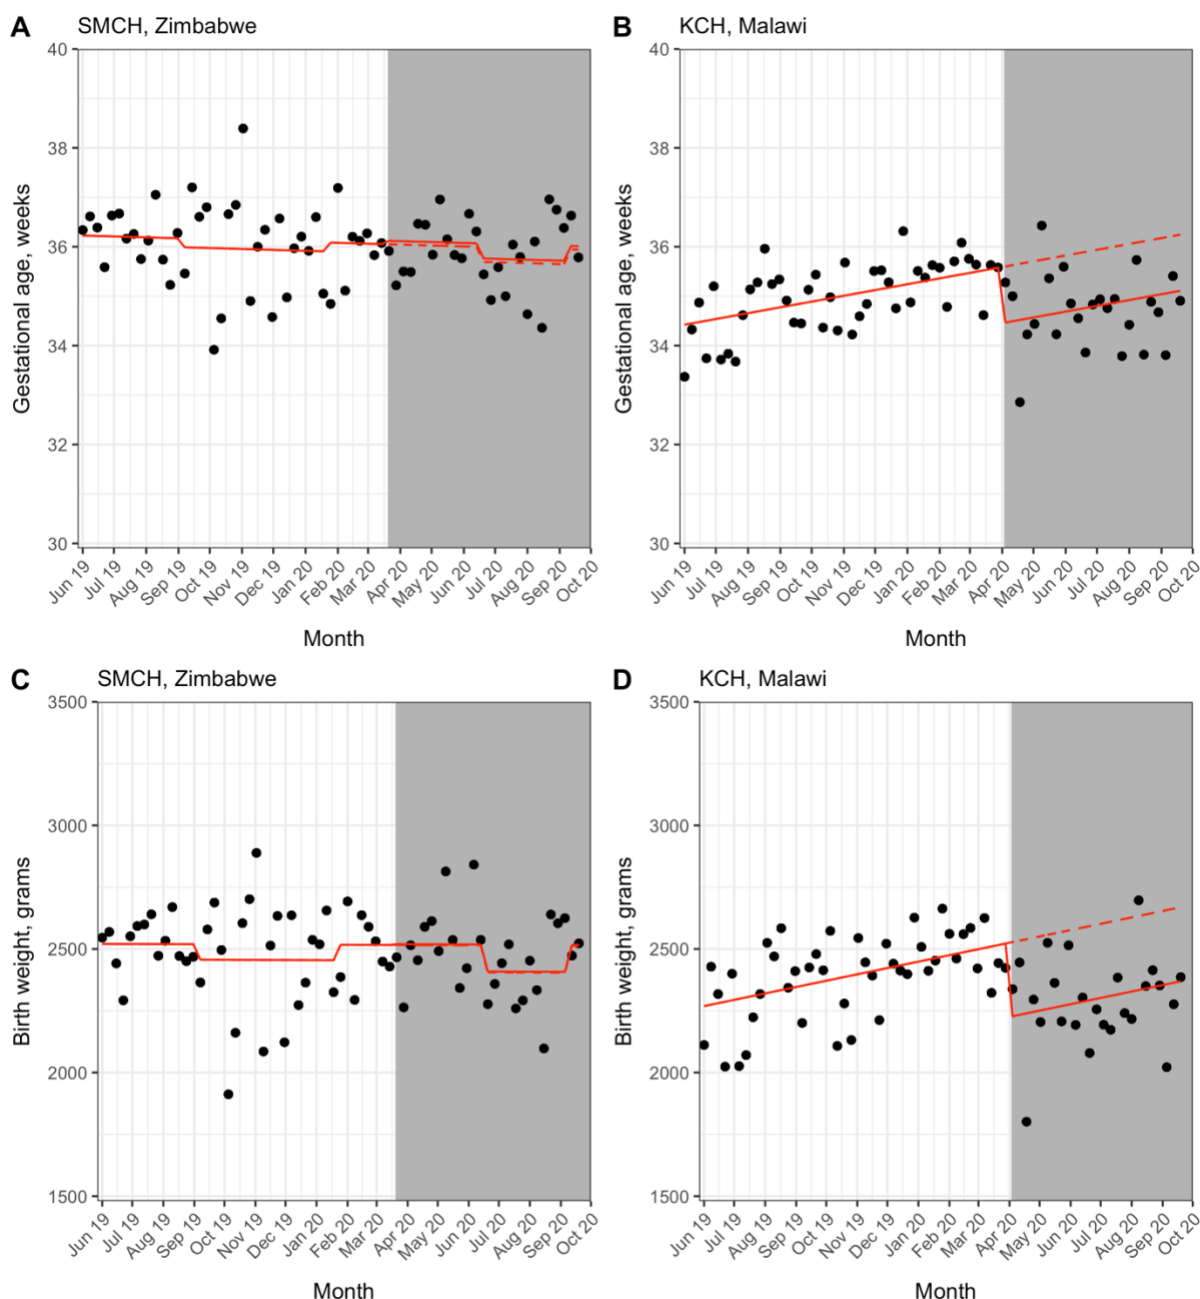 A SMCH, Zimbabwe
40
38
36
34
32
30
Gestational age, weeks
Jun 19 Jul 19 Aug 19 Sep 19 Oct 19 Nov 19 Dec 19 Jan 20 Feb 20 Mar 20 Apr 20 May 20 Jun 20 Jul 20 Aug 20 Sep 20 Oct 20
Month
B KCH, Malawi
40
38
36
34
32
30
Gestational age, weeks
Jun 19 Jul 19 Aug 19 Sep 19 Oct 19 Nov 19 Dec 19 Jan 20 Feb 20 Mar 20 Apr 20 May 20 Jun 20 Jul 20 Aug 20 Sep 20 Oct 20
Month
C SMCH, Zimbabwe
3500
3000
2500
2000
1500
Birth weight, grams
Jun 19 Jul 19 Aug 19 Sep 19 Oct 19 Nov 19 Dec 19 Jan 20 Feb 20 Mar 20 Apr 20 May 20 Jun 20 Jul 20 Aug 20 Sep 20 Oct 20
Month
D KCH, Malawi
3500
3000
2500
2000
1500
Birth weight, grams
Jun 19 Jul 19 Aug 19 Sep 19 Oct 19 Nov 19 Dec 19 Jan 20 Feb 20 Mar 20 Apr 20 May 20 Jun 20 Jul 20 Aug 20 Sep 20 Oct 20
Month